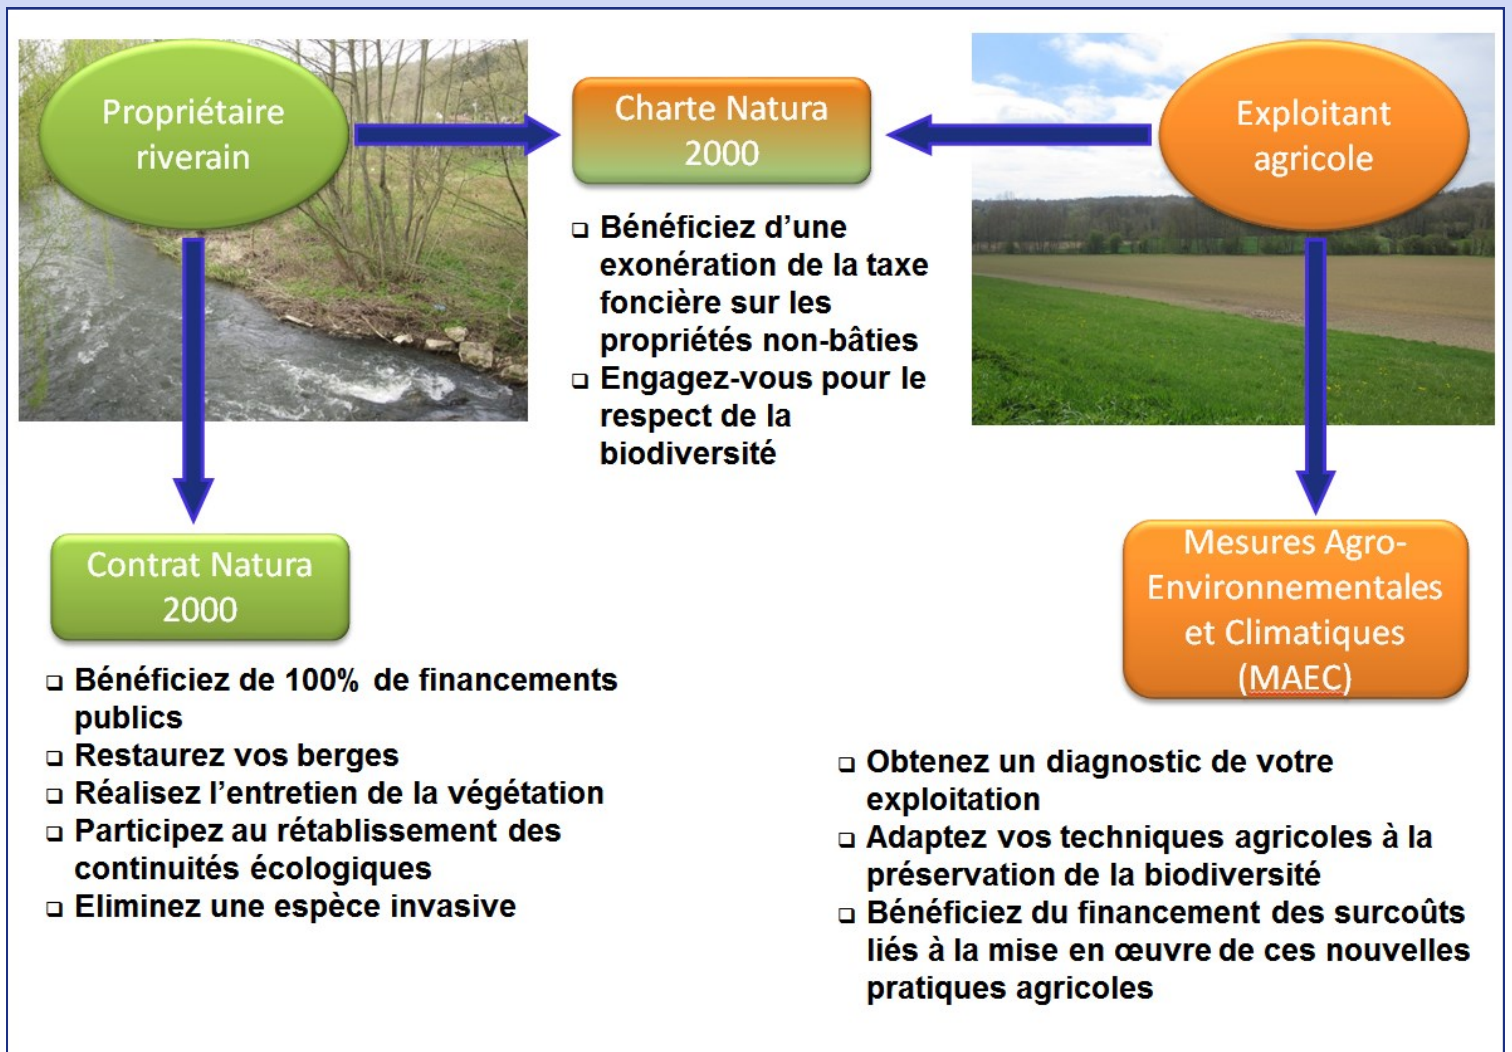 Propriétaire
riverain
Charte Natura
2000
Exploitant
agricole
❑ Bénéficiez d’une
exonération de la taxe
foncière sur les
propriétés non-bâties
❑ Engagez-vous pour le
respect de la
biodiversité
Contrat Natura
2000
❑ Bénéficiez de 100% de financements
publics
❑ Restaurez vos berges
❑ Réalisez l’entretien de la végétation
❑ Participez au rétablissement des
continuités écologiques
❑ Eliminez une espèce invasive
Mesures Agro-
Environnementales
et Climatiques
(MAEC)
❑ Obtenez un diagnostic de votre
exploitation
❑ Adaptez vos techniques agricoles à la
préservation de la biodiversité
❑ Bénéficiez du financement des surcoûts
liés à la mise en œuvre de ces nouvelles
pratiques agricoles